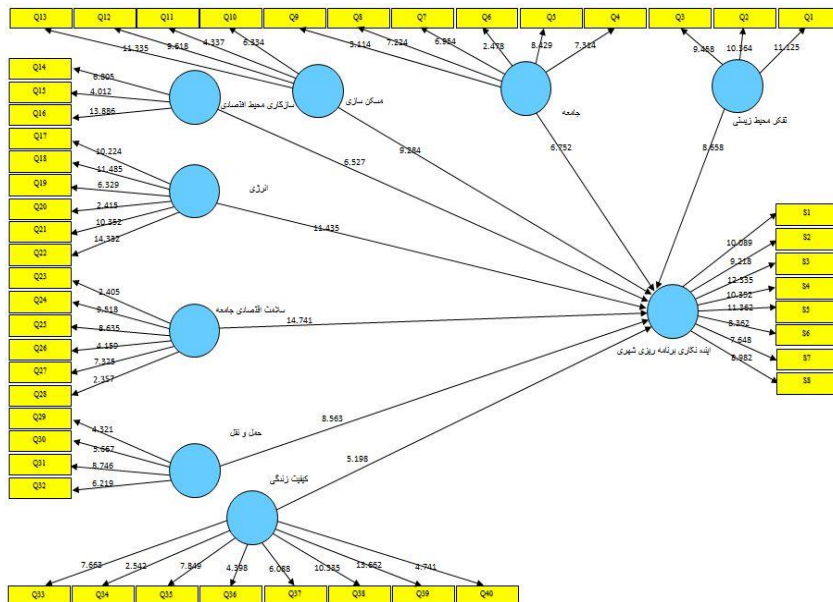 Q13 Q12 Q11 Q10 Q9 Q8 Q7 Q6 Q5 Q4 Q3 Q2 Q1
11.335 9.618 4.337 6.334 3.114 7.224 6.954 2.478 8.429 7.314 9.458 10.364 11.125
Q14
6.805
Q15
4.012
Q16
13.886
سازگاری محیط اقتصادی
مسکن سازی
جامعه
تفکر محیط زیستی
6.527
9.284
6.752
8.658
Q17
10.224
Q18
11.485
Q19
6.329
Q20
2.415
Q21
10.352
Q22
14.332
انرژی
11.435
S1
10.089
S2
9.218
S3
12.335
S4
10.352
S5
11.362
S6
8.362
S7
7.648
S8
8.982
آینده نگاری برنامه ریزی شهری
Q23
2.405
Q24
9.518
Q25
8.635
Q26
4.159
Q27
7.325
Q28
2.357
سلامت اقتصادی جامعه
14.741
Q29
4.321
Q30
5.667
Q31
8.746
Q32
6.219
حمل و نقل
8.563
کیفیت زندگی
5.198
7.663 2.542 7.849 4.398 6.088 10.335 13.662 4.741
Q33 Q34 Q35 Q36 Q37 Q38 Q39 Q40